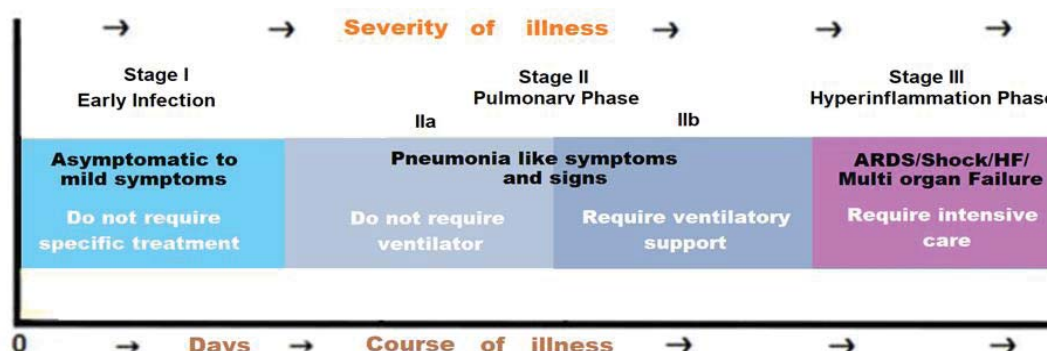 → → Severity of illness → → →
Stage I
Early Infection
Stage II
Pulmonarv Phase
IIa
IIb
Stage III
Hyperinflammation Phase
Asymptomatic to
mild symptoms
Do not require
specific treatment
Pneumonia like symptoms
and signs
Do not require
ventilator
Require ventilatory
support
ARDS/Shock/HF/
Multi organ Failure
Require intensive
care
0 → Days → Course of illness → → →